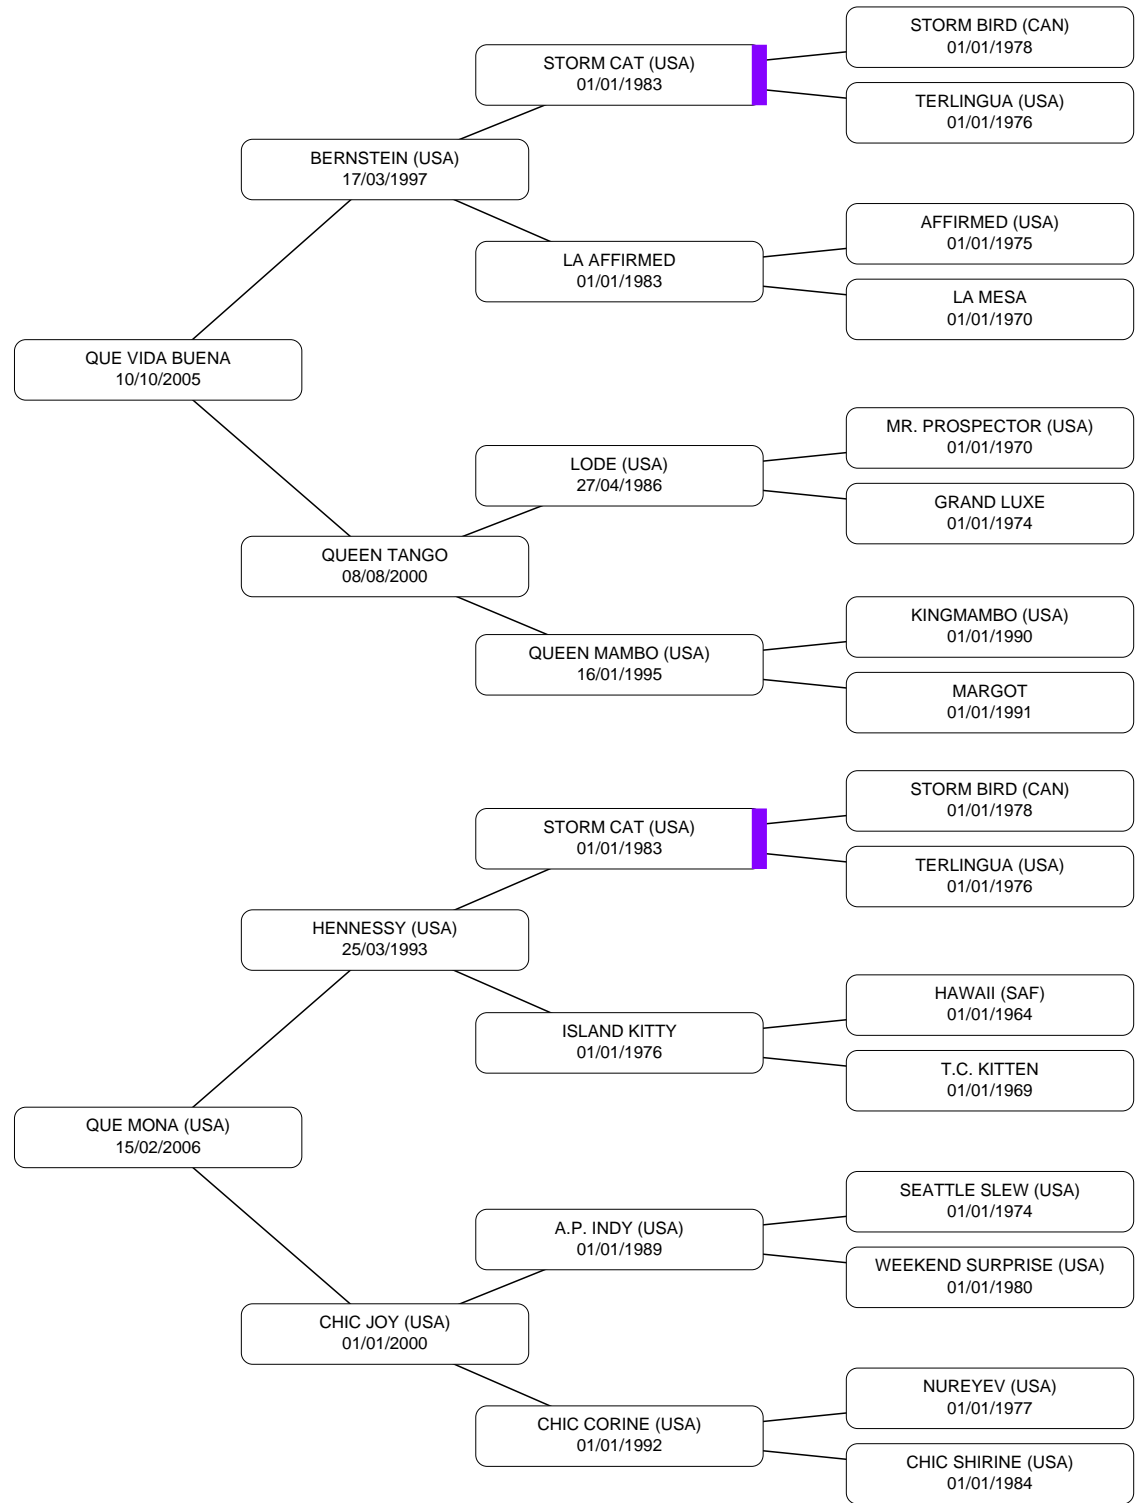 STORM BIRD (CAN)
01/01/1978
STORM CAT (USA)
01/01/1983
TERLINGUA (USA)
01/01/1976
BERNSTEIN (USA)
17/03/1997
AFFIRMED (USA)
01/01/1975
LA AFFIRMED
01/01/1983
LA MESA
01/01/1970
QUE VIDA BUENA
10/10/2005
MR. PROSPECTOR (USA)
01/01/1970
LODE (USA)
27/04/1986
GRAND LUXE
01/01/1974
QUEEN TANGO
08/08/2000
KINGMAMBO (USA)
01/01/1990
QUEEN MAMBO (USA)
16/01/1995
MARGOT
01/01/1991
STORM BIRD (CAN)
01/01/1978
STORM CAT (USA)
01/01/1983
TERLINGUA (USA)
01/01/1976
HENNESSY (USA)
25/03/1993
HAWAII (SAF)
01/01/1964
ISLAND KITTY
01/01/1976
T.C. KITTEN
01/01/1969
QUE MONA (USA)
15/02/2006
SEATTLE SLEW (USA)
01/01/1974
A.P. INDY (USA)
01/01/1989
WEEKEND SURPRISE (USA)
01/01/1980
CHIC JOY (USA)
01/01/2000
NUREYEV (USA)
01/01/1977
CHIC CORINE (USA)
01/01/1992
CHIC SHIRINE (USA)
01/01/1984